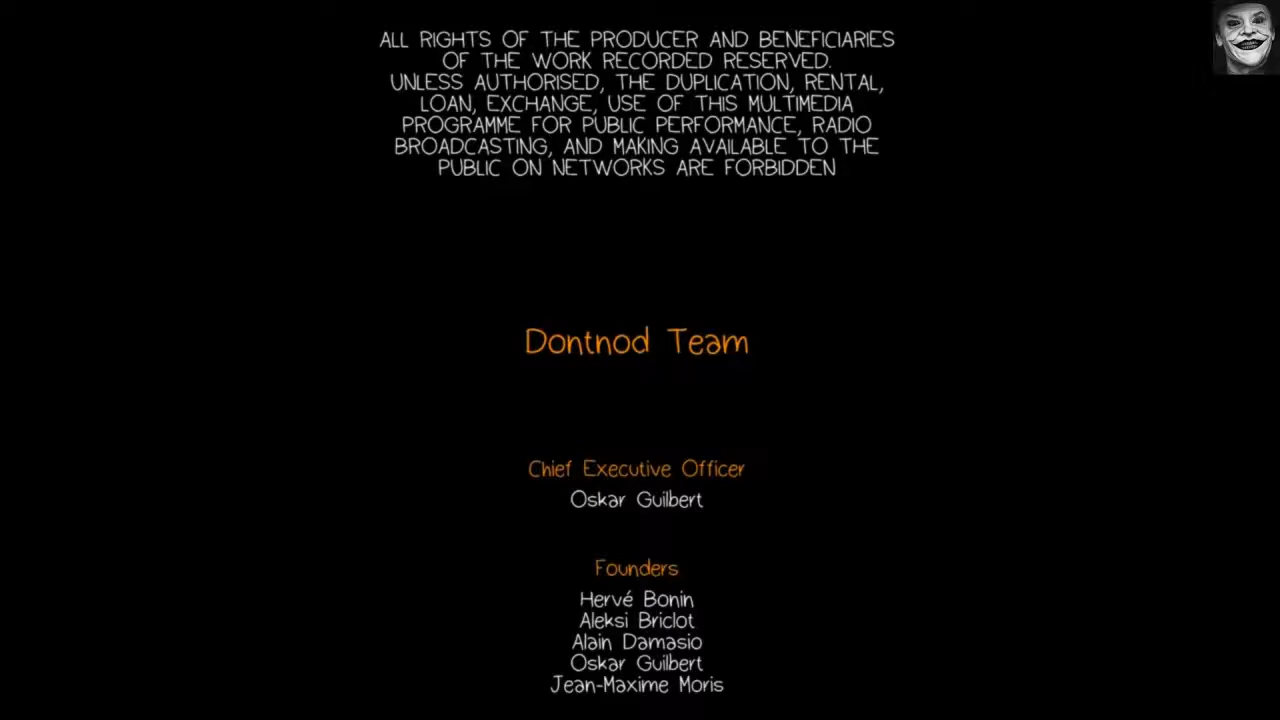 ALL RIGHTS OF THE PRODUCER AND BENEFICIARIES
OF THE WORK RECORDED RESERVED.
UNLESS AUTHORISED, THE DUPLICATION, RENTAL,
LOAN, EXCHANGE, USE OF THIS MULTIMEDIA
PROGRAMME FOR PUBLIC PERFORMANCE, RADIO
BROADCASTING, AND MAKING AVAILABLE TO THE
PUBLIC ON NETWORKS ARE FORBIDDEN
Dontnod Team
Chief Executive Officer
Oskar Guilbert
Founders
Hervé Bonin
Aleksi Briclot
Alain Damasio
Oskar Guilbert
Jean-Maxime Moris